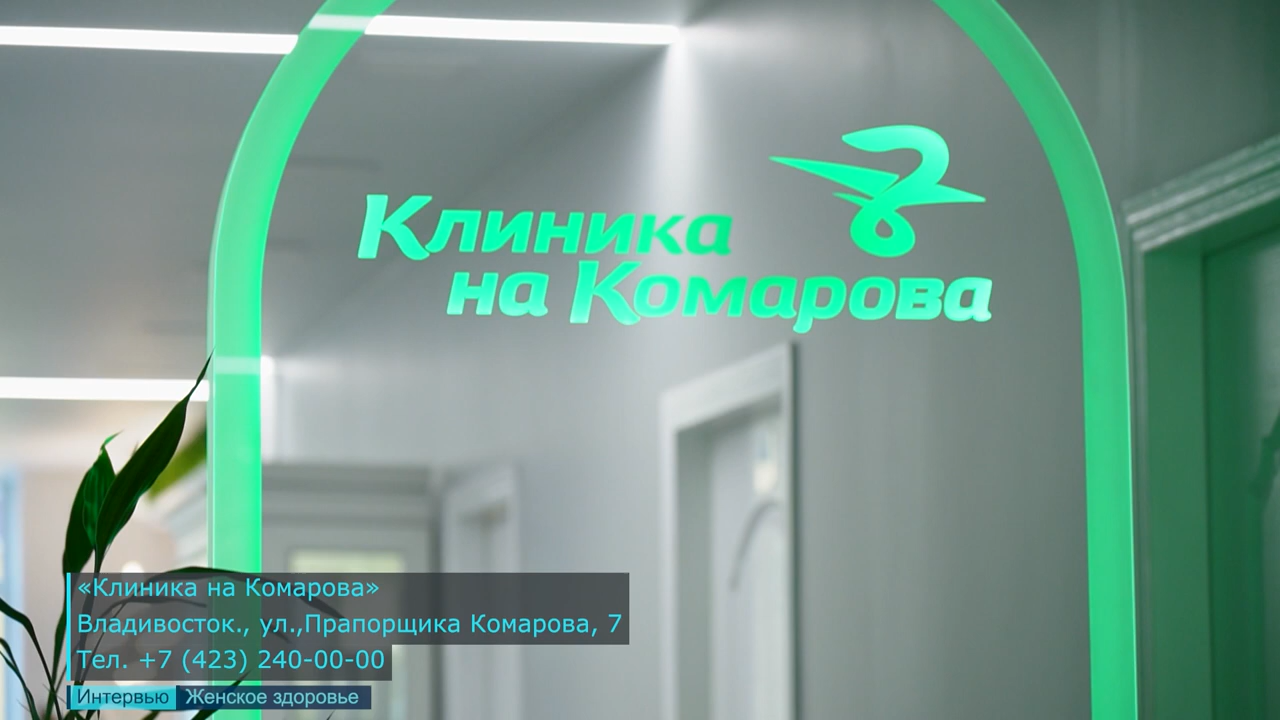 Клиника
на Комарова
«Клиника на Комарова»
Владивосток., ул.,Прапорщика Комарова, 7
Тел. +7 (423) 240-00-00
Интервью Женское здоровье